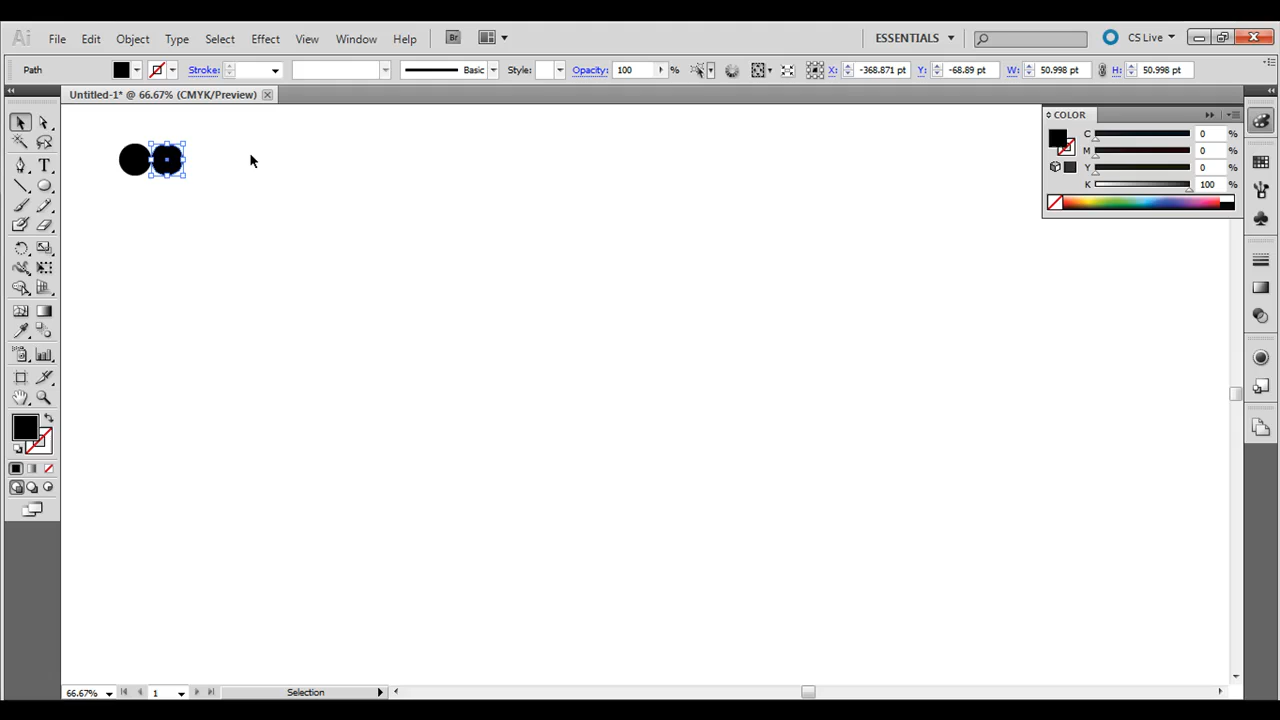 Ai File Edit Object Type Select Effect View Window Help Br ESSENTIALS CS Live
Path Stroke: Basic Style: Opacity: 100 % X: -368.871 pt Y: -68.89 pt W: 50.998 pt H: 50.998 pt
Untitled-1* @ 66.67% (CMYK/Preview)
COLOR
C 0 %
M 0 %
Y 0 %
K 100 %
T
66.67% 1 Selection